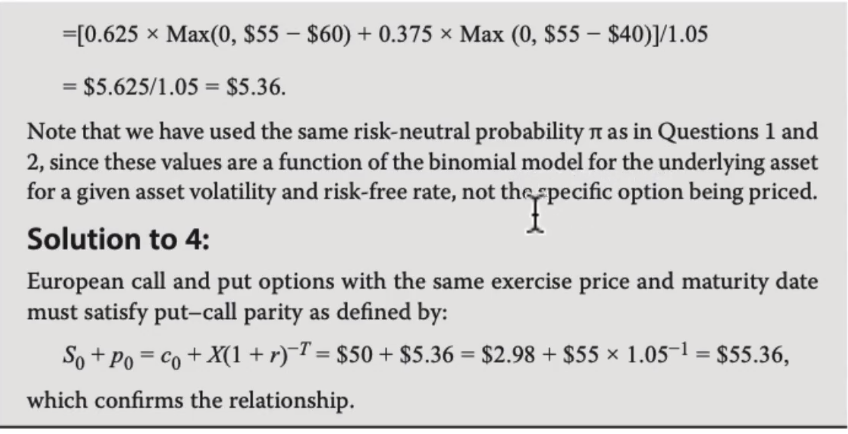 =[0.625 × Max(0, $55 – $60) + 0.375 × Max (0, $55 – $40)]/1.05
= $5.625/1.05 = $5.36.
Note that we have used the same risk-neutral probability π as in Questions 1 and
2, since these values are a function of the binomial model for the underlying asset
for a given asset volatility and risk-free rate, not the specific option being priced.
Solution to 4:
European call and put options with the same exercise price and maturity date
must satisfy put–call parity as defined by:
S₀ + p₀ = c₀ + X(1 + r)⁻ᵀ = $50 + $5.36 = $2.98 + $55 × 1.05⁻¹ = $55.36,
which confirms the relationship.